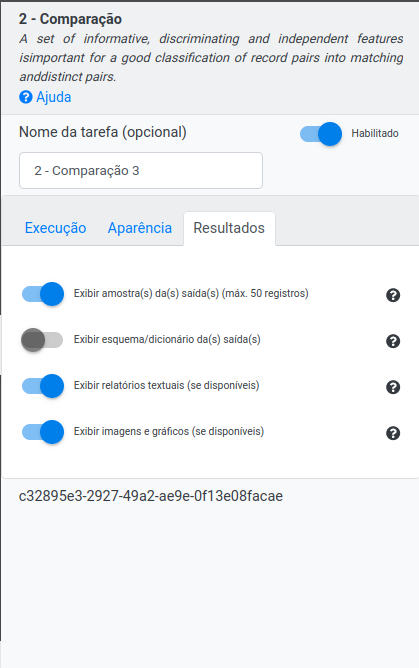 2 - Comparação
A set of informative, discriminating and independent features
isimportant for a good classification of record pairs into matching
anddistinct pairs.
Ajuda
Nome da tarefa (opcional)
Habilitado
2 - Comparação 3
Execução Aparência Resultados
Exibir amostra(s) da(s) saída(s) (máx. 50 registros)
Exibir esquema/dicionário da(s) saída(s)
Exibir relatórios textuais (se disponíveis)
Exibir imagens e gráficos (se disponíveis)
c32895e3-2927-49a2-ae9e-0f13e08facae